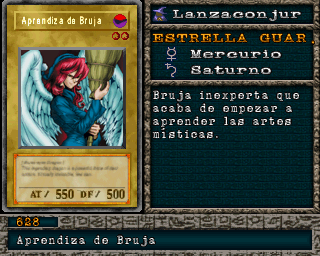 Aprendiza de Bruja
AT/ 550 DF/ 500
Lanzaconjur
ESTRELLA GUAR.
Mercurio
Saturno
Bruja inexperta que
acaba de empezar a
aprender las artes
místicas.
628
Aprendiza de Bruja